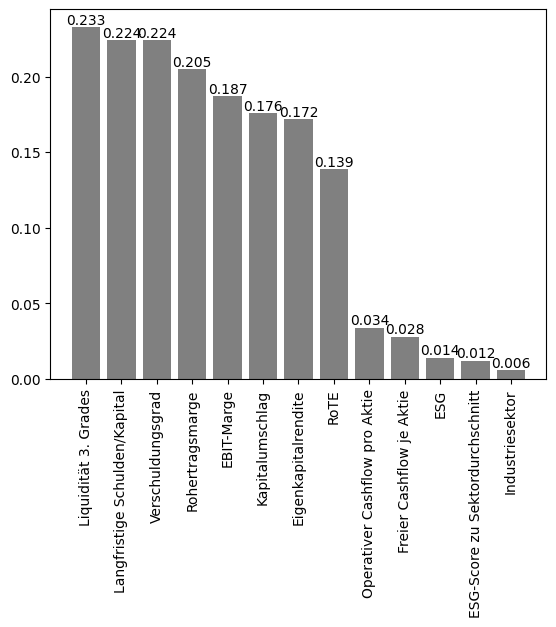 0.233
0.224
0.224
0.205
0.187
0.176
0.172
0.139
0.034
0.028
0.014
0.012
0.006
0.20
0.15
0.10
0.05
0.00
Liquidität 3. Grades
Langfristige Schulden/Kapital
Verschuldungsgrad
Rohertragsmarge
EBIT-Marge
Kapitalumschlag
Eigenkapitalrendite
RoTE
Operativer Cashflow pro Aktie
Freier Cashflow je Aktie
ESG
ESG-Score zu Sektordurchschnitt
Industriesektor